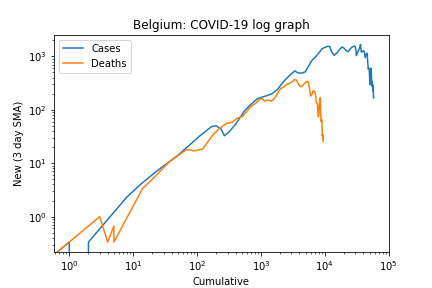 Belgium: COVID-19 log graph
Cases
Deaths
New (3 day SMA)
10³
10²
10¹
10⁰
10⁰ 10¹ 10² 10³ 10⁴ 10⁵
Cumulative